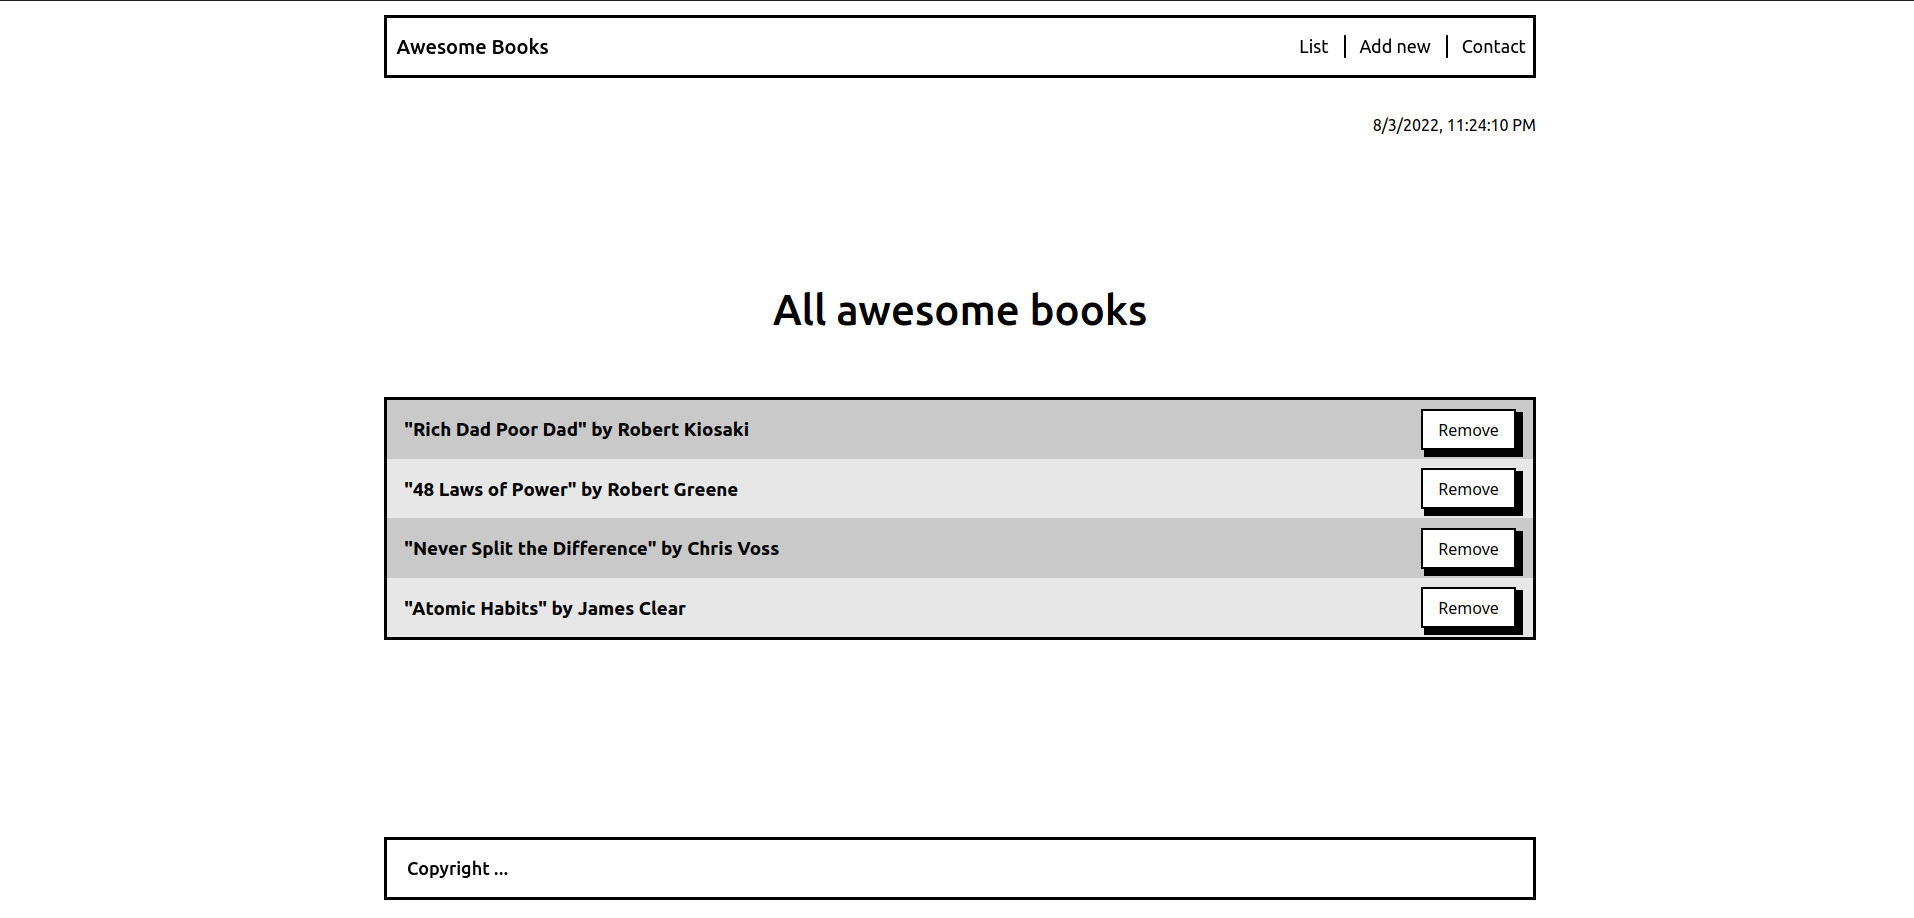 Awesome Books
List
Add new
Contact
8/3/2022, 11:24:10 PM
All awesome books
"Rich Dad Poor Dad" by Robert Kiosaki
Remove
"48 Laws of Power" by Robert Greene
Remove
"Never Split the Difference" by Chris Voss
Remove
"Atomic Habits" by James Clear
Remove
Copyright ...